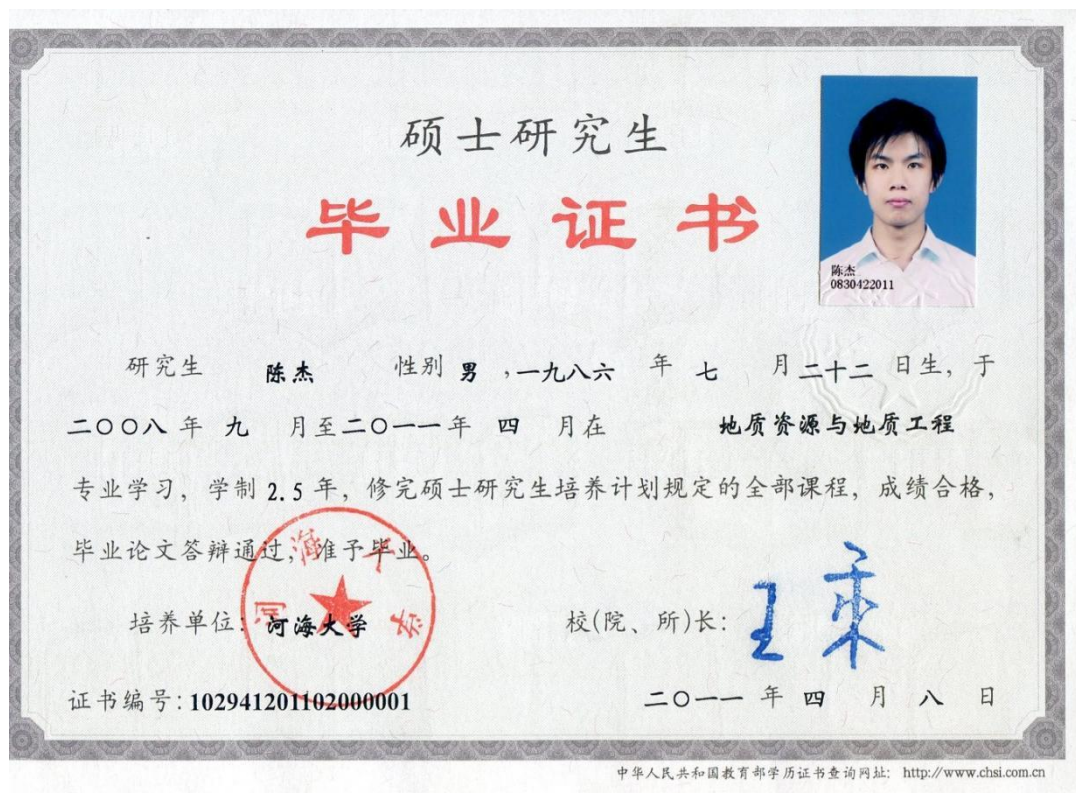 硕士研究生
毕业证书
陈杰
0830422011
研究生 陈杰 性别 男 ,一九八六 年 七 月 二十二 日生，于
二〇〇八 年 九 月至 二〇一一 年 四 月在 地质资源与地质工程
专业学习，学制 2.5 年，修完硕士研究生培养计划规定的全部课程，成绩合格，
毕业论文答辩通过，准予毕业。
河海大学
培养单位：河海大学 校(院、所)长：王乘
证书编号：102941201102000001 二〇一一 年 四 月 八 日
中华人民共和国教育部学历证书查询网址： http://www.chsi.com.cn